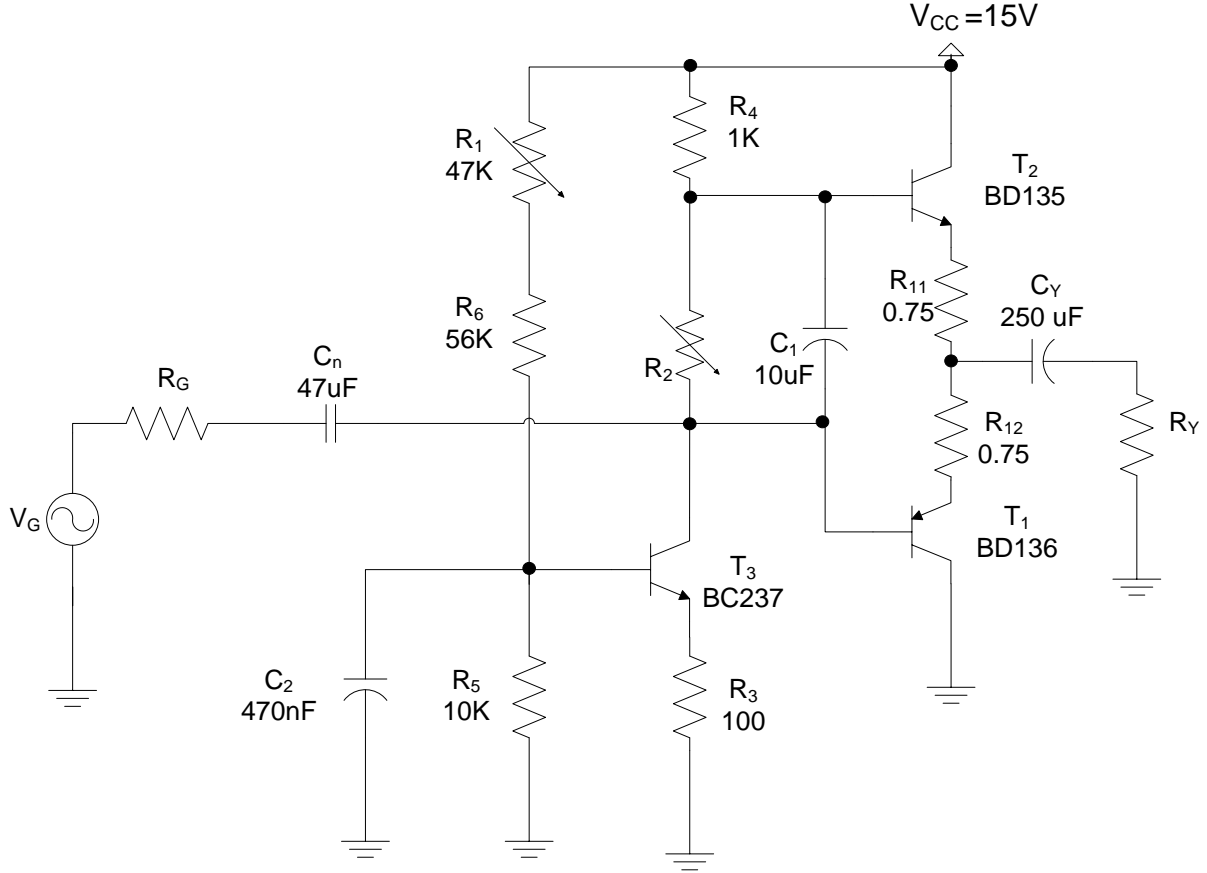 V_CC=15V
R_4
1K
R_1
47K
T_2
BD135
R_11
0.75
C_Y
250 uF
R_6
56K
C_n
47uF
R_G
R_2
C_1
10uF
R_12
0.75
R_Y
V_G
T_1
BD136
T_3
BC237
C_2
470nF
R_5
10K
R_3
100